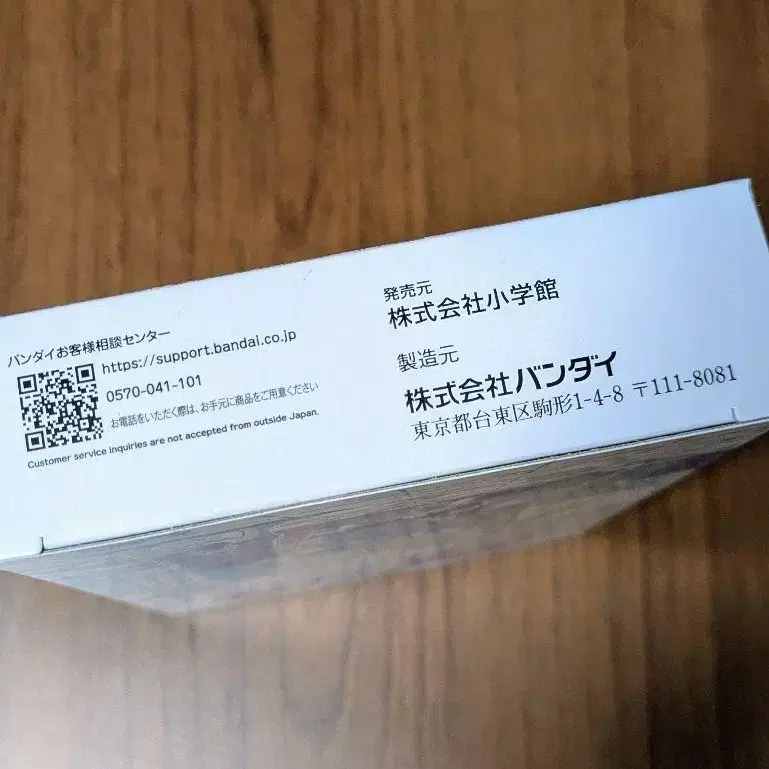 バンダイお客様相談センター
https://support.bandai.co.jp
0570-041-101
お電話をいただく際は、お手元に商品をご用意ください
Customer service inquiries are not accepted from outside Japan.
発売元
株式会社小学館
製造元
株式会社バンダイ
東京都台東区駒形1-4-8 〒111-8081